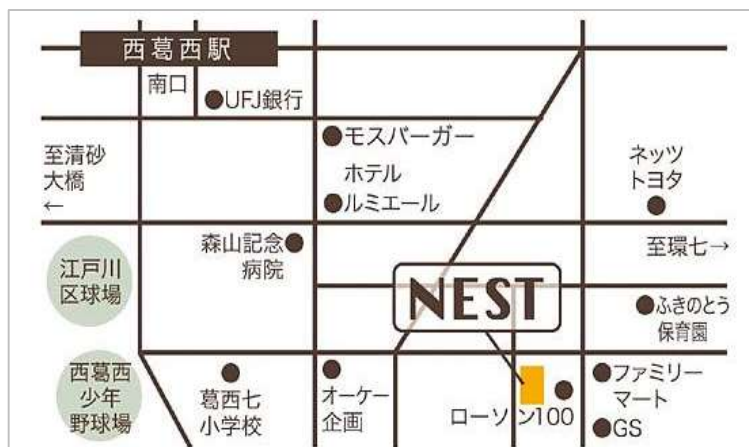 西葛西駅
南口
●UFJ銀行
●モスバーガー
ホテル
●ルミエール
至清砂
大橋
←
ネッツ
トヨタ
●
森山記念●
病院
至環七→
江戸川
区球場
NEST
●ふきのとう
保育園
西葛西
少年
野球場
●
葛西七
小学校
●
オーケー
企画
ローソン100
●ファミリー
マート
●GS